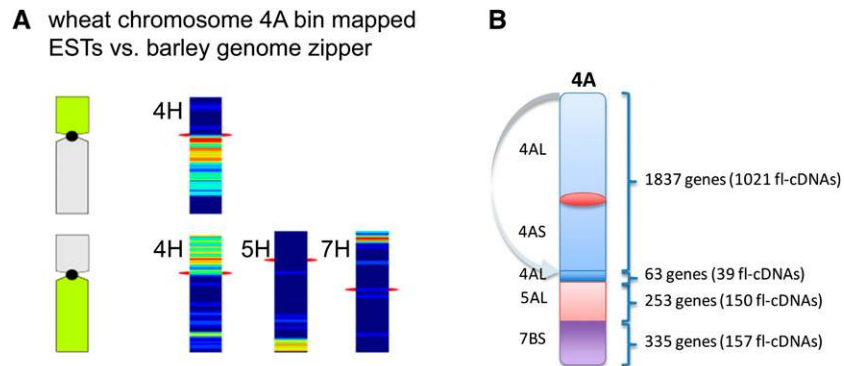 A wheat chromosome 4A bin mapped
ESTs vs. barley genome zipper
4H
4H 5H 7H
B
4A
4AL
4AS
4AL
5AL
7BS
1837 genes (1021 fl-cDNAs)
63 genes (39 fl-cDNAs)
253 genes (150 fl-cDNAs)
335 genes (157 fl-cDNAs)